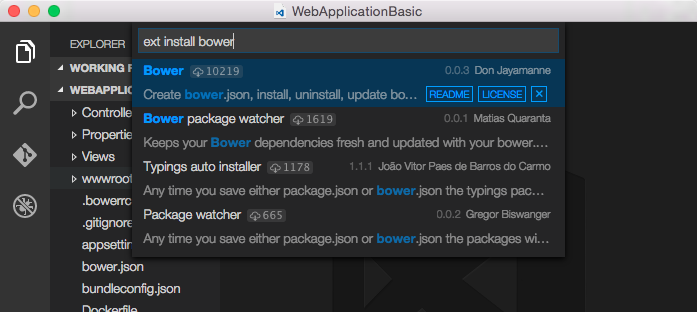 WebApplicationBasic
EXPLORER
WORKING
WEBAPPLIC
Controlle
Properties
Views
wwwroot
.bowerrc
.gitignore
appsettin
bower.json
bundleconfig.json
Dockerfile
ext install bower
Bower 10219 0.0.3 Don Jayamanne
Create bower.json, install, uninstall, update bo... README LICENSE ×
Bower package watcher 1619 0.0.1 Matias Quaranta
Keeps your Bower dependencies fresh and updated with your bower....
Typings auto installer 1178 1.1.1 João Vitor Paes de Barros do Carmo
Any time you save either package.json or bower.json the typings pac...
Package watcher 665 0.0.2 Gregor Biswanger
Any time you save either package.json or bower.json the packages wi...